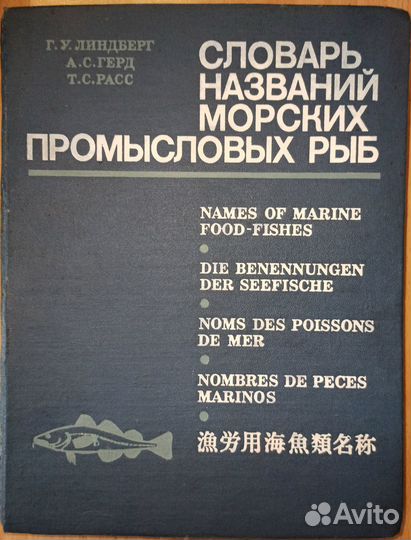 Г. У. ЛИНДБЕРГ
А. С. ГЕРД
Т. С. РАСС
СЛОВАРЬ
НАЗВАНИЙ
МОРСКИХ
ПРОМЫСЛОВЫХ РЫБ
NAMES OF MARINE
FOOD-FISHES
DIE BENENNUNGEN
DER SEEFISCHE
NOMS DES POISSONS
DE MER
NOMBRES DE PECES
MARINOS
漁労用海魚類名称
Avito